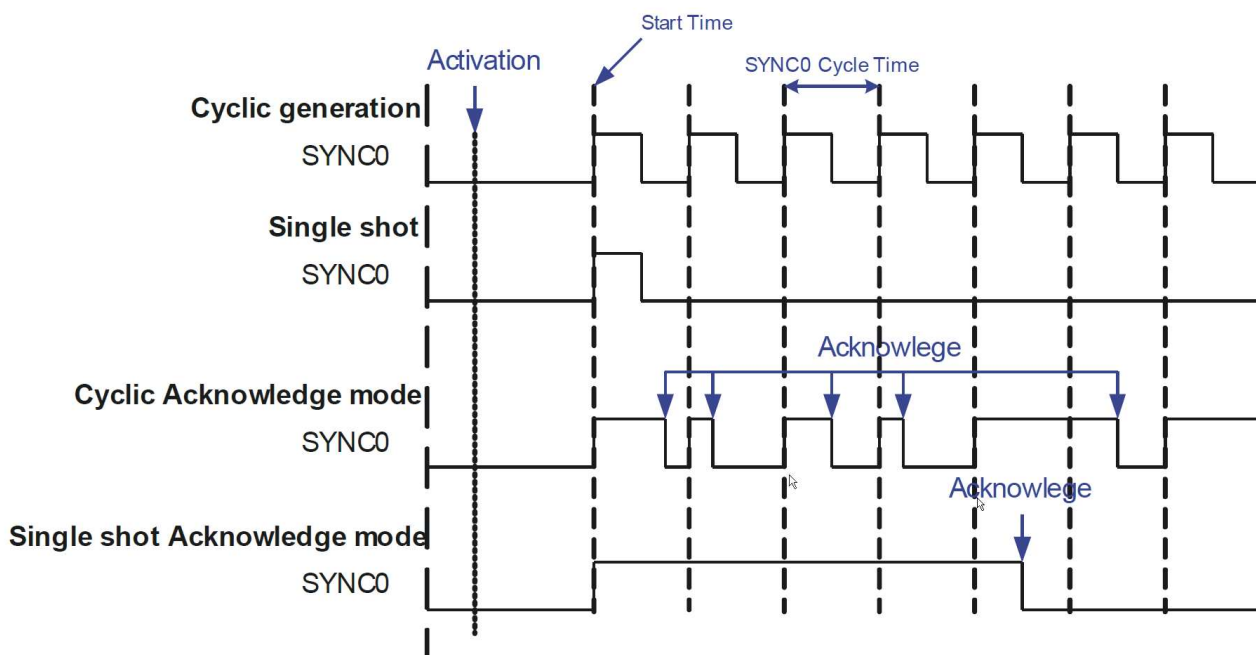 Start Time
Activation
SYNC0 Cycle Time
Cyclic generation
SYNC0
Single shot
SYNC0
Acknowlege
Cyclic Acknowledge mode
SYNC0
Acknowlege
Single shot Acknowledge mode
SYNC0